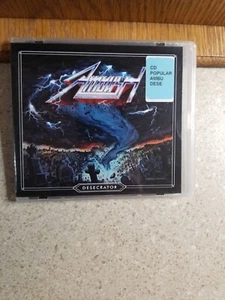 Ambush
CD
POPULAR
AMBU
DESE
DESECRATOR